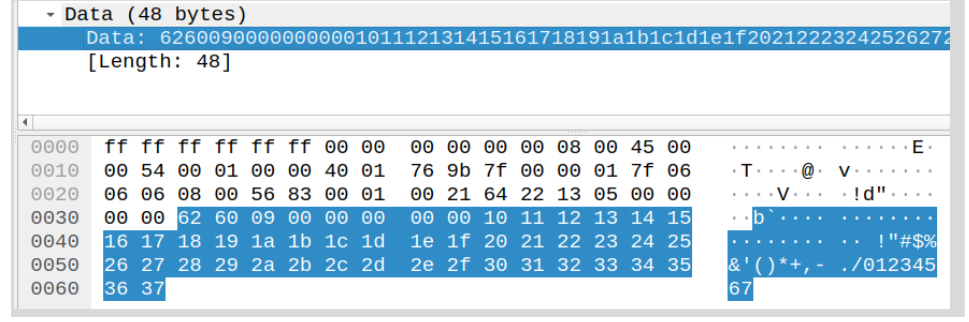 Data (48 bytes)
Data: 6260090000000000101112131415161718191a1b1c1d1e1f20212223242526272
[Length: 48]
0000 ff ff ff ff ff ff 00 00 00 00 00 00 08 00 45 00 ········ ······E·
0010 00 54 00 01 00 00 40 01 76 9b 7f 00 00 01 7f 06 ·T····@· v·······
0020 06 06 08 00 56 83 00 01 00 21 64 22 13 05 00 00 ····V··· ·!d"····
0030 00 00 62 60 09 00 00 00 00 00 10 11 12 13 14 15 ··b`···· ········
0040 16 17 18 19 1a 1b 1c 1d 1e 1f 20 21 22 23 24 25 ········ ·· !"#$%
0050 26 27 28 29 2a 2b 2c 2d 2e 2f 30 31 32 33 34 35 &'()*+,- ./012345
0060 36 37 67